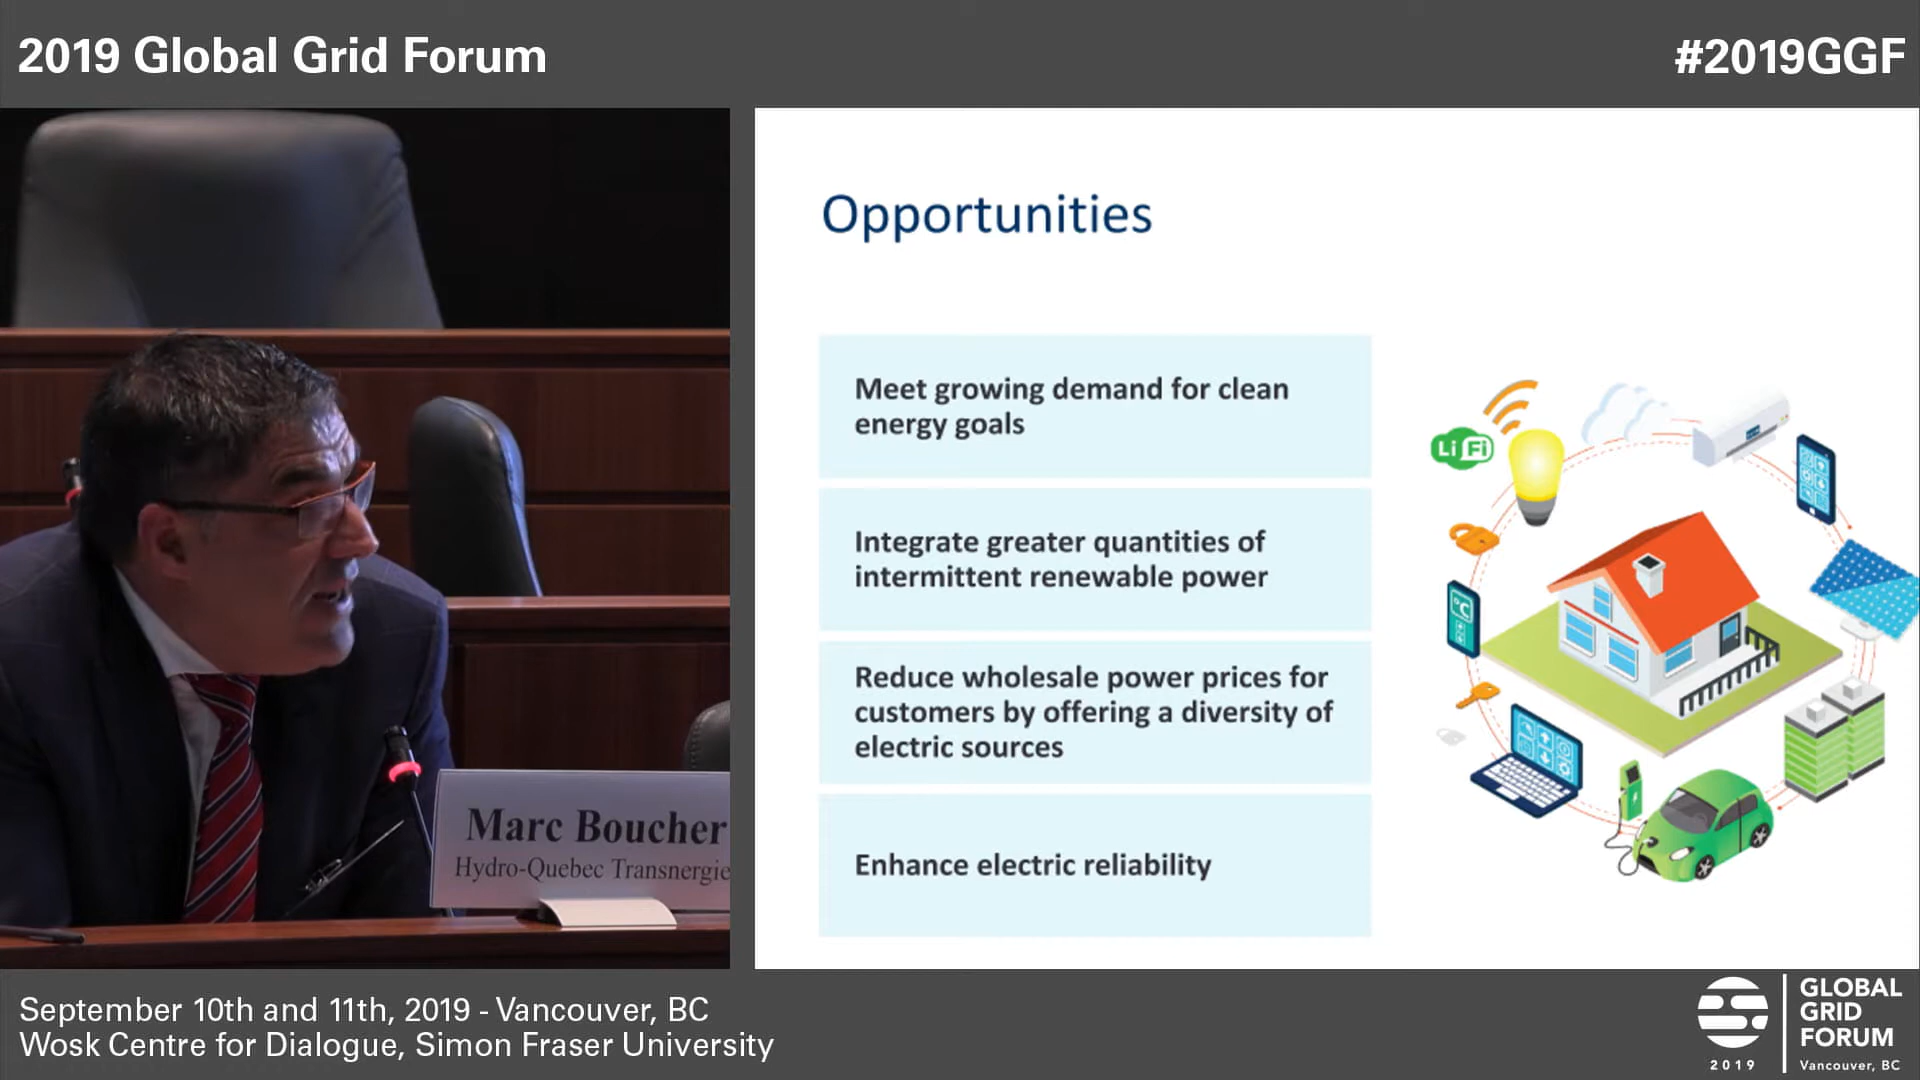 2019 Global Grid Forum
#2019GGF
Marc Boucher
Hydro-Quebec Transnergie
Opportunities
Meet growing demand for clean
energy goals
Integrate greater quantities of
intermittent renewable power
Reduce wholesale power prices for
customers by offering a diversity of
electric sources
Enhance electric reliability
Li Fi
°C
September 10th and 11th, 2019 - Vancouver, BC
Wosk Centre for Dialogue, Simon Fraser University
GLOBAL
GRID
FORUM
2019
Vancouver, BC